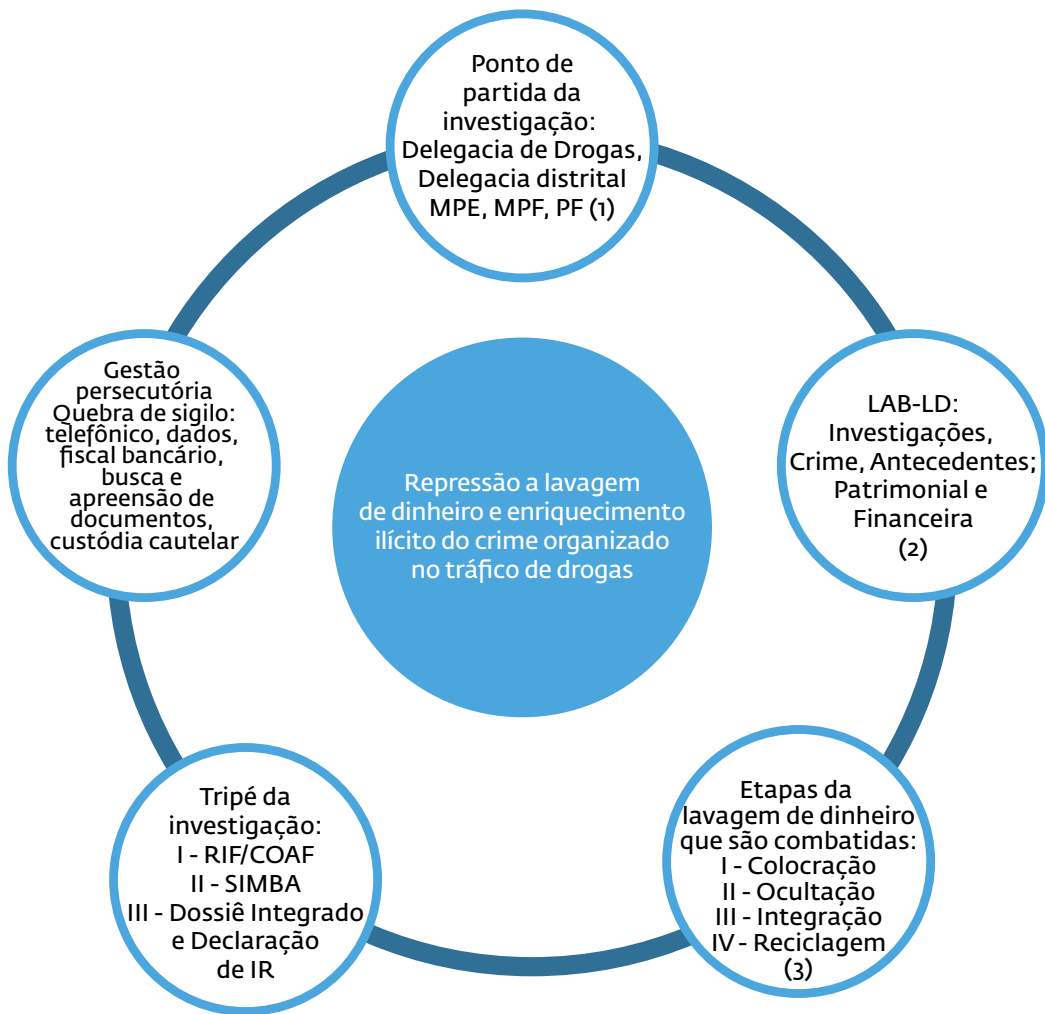 Ponto de
partida da
investigação:
Delegacia de Drogas,
Delegacia distrital
MPE, MPF, PF (1)
LAB-LD:
Investigações,
Crime, Antecedentes;
Patrimonial e
Financeira
(2)
Etapas da
lavagem de dinheiro
que são combatidas:
I - Colocração
II - Ocultação
III - Integração
IV - Reciclagem
(3)
Tripé da
investigação:
I - RIF/COAF
II - SIMBA
III - Dossiê Integrado
e Declaração
de IR
Gestão
persecutória
Quebra de sigilo:
telefônico, dados,
fiscal bancário,
busca e
apreensão de
documentos,
custódia cautelar
Repressão a lavagem
de dinheiro e enriquecimento
ilícito do crime organizado
no tráfico de drogas